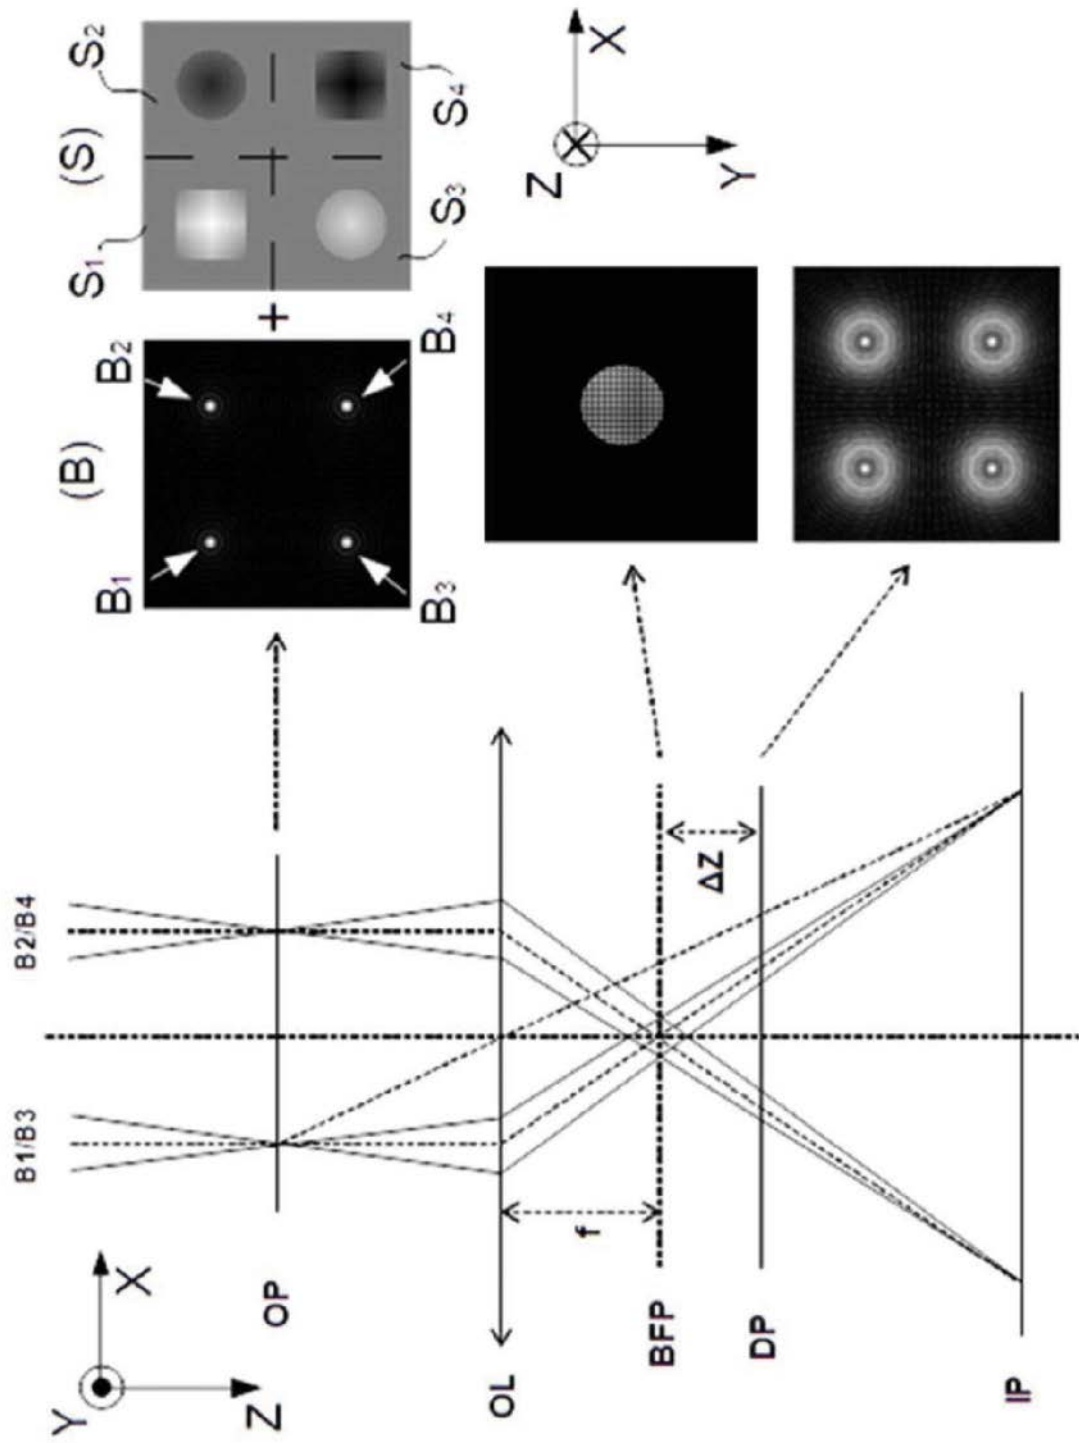 B1/B3 B2/B4
Y
(B) (S)
S1 S2
B1 B2
X
Z
OP
+
B3 B4
S3 S4
OL
Z
X
f
BFP
ΔZ
Y
DP
IP